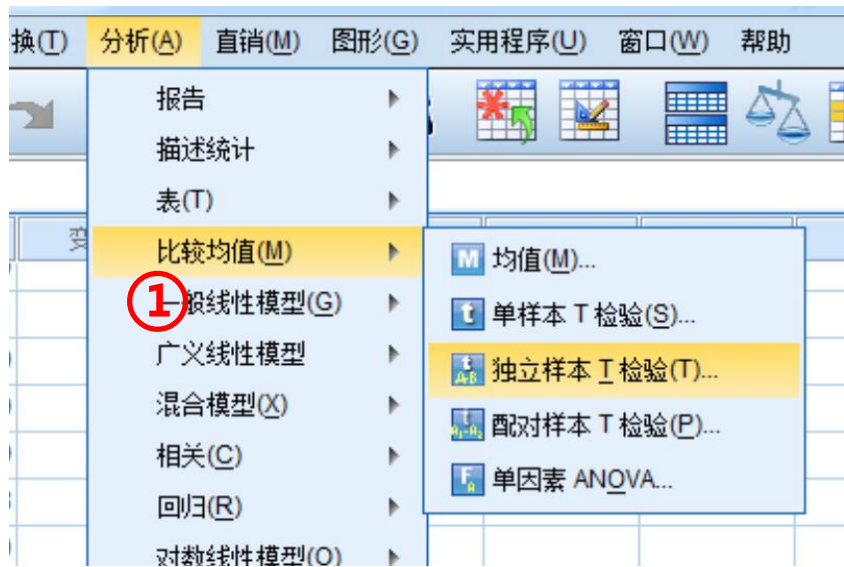 换(T) 分析(A) 直销(M) 图形(G) 实用程序(U) 窗口(W) 帮助
报告
描述统计
表(T)
变
比较均值(M)
①
一般线性模型(G)
广义线性模型
混合模型(X)
相关(C)
回归(R)
对数线性模型(O)
均值(M)...
单样本 T 检验(S)...
独立样本 T 检验(T)...
配对样本 T 检验(P)...
单因素 ANOVA...